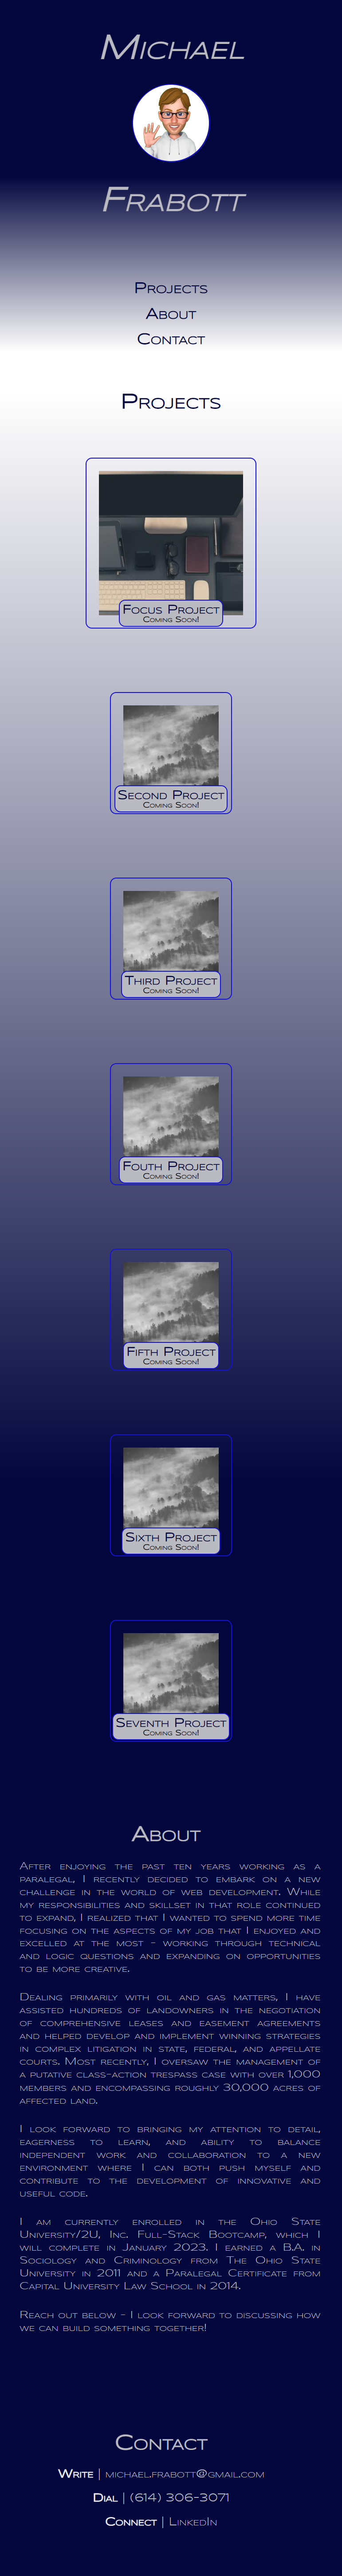 Michael
Frabott
Projects
About
Contact
Projects
Focus Project
Coming Soon!
Second Project
Coming Soon!
Third Project
Coming Soon!
Fouth Project
Coming Soon!
Fifth Project
Coming Soon!
Sixth Project
Coming Soon!
Seventh Project
Coming Soon!
About
After enjoying the past ten years working as a
paralegal, I recently decided to embark on a new
challenge in the world of web development. While
my responsibilities and skillset in that role continued
to expand, I realized that I wanted to spend more time
focusing on the aspects of my job that I enjoyed and
excelled at the most - working through technical
and logic questions and expanding on opportunities
to be more creative.
Dealing primarily with oil and gas matters, I have
assisted hundreds of landowners in the negotiation
of comprehensive leases and easement agreements
and helped develop and implement winning strategies
in complex litigation in state, federal, and appellate
courts. Most recently, I oversaw the management of
a putative class-action trespass case with over 1,000
members and encompassing roughly 30,000 acres of
affected land.
I look forward to bringing my attention to detail,
eagerness to learn, and ability to balance
independent work and collaboration to a new
environment where I can both push myself and
contribute to the development of innovative and
useful code.
I am currently enrolled in the Ohio State
University/2U, Inc. Full-Stack Bootcamp, which I
will complete in January 2023. I earned a B.A. in
Sociology and Criminology from The Ohio State
University in 2011 and a Paralegal Certificate from
Capital University Law School in 2014.
Reach out below - I look forward to discussing how
we can build something together!
Contact
Write | michael.frabott@gmail.com
Dial | (614) 306-3071
Connect | LinkedIn